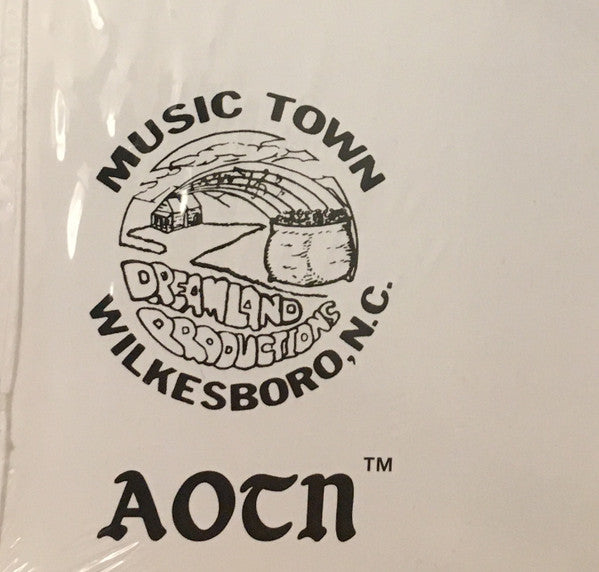 MUSIC TOWN
DREAMLAND
PRODUCTIONS
WILKESBORO, N.C.
AOTN™